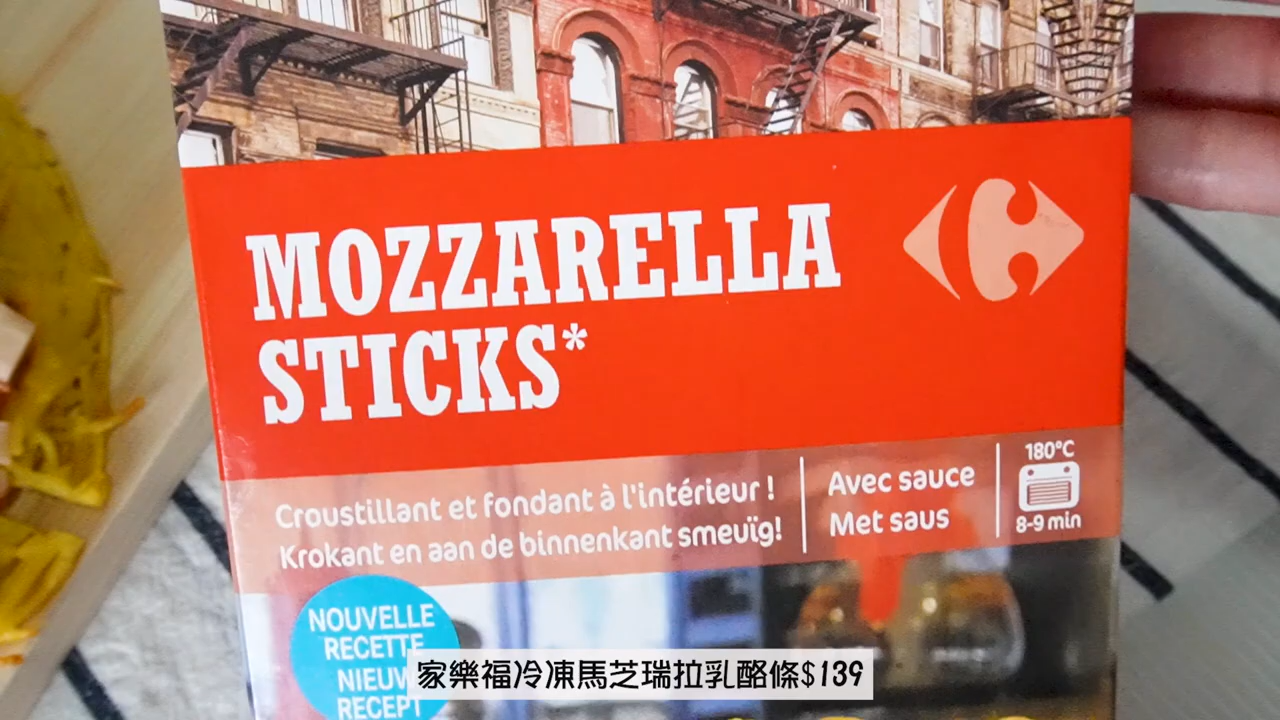 MOZZARELLA
STICKS*
Croustillant et fondant à l'intérieur !
Krokant en aan de binnenkant smeuïg!
Avec sauce
Met saus
180°C
8-9 min
NOUVELLE
RECETTE
NIEUW
RECEPT
家樂福冷凍馬芝瑞拉乳酪條$139